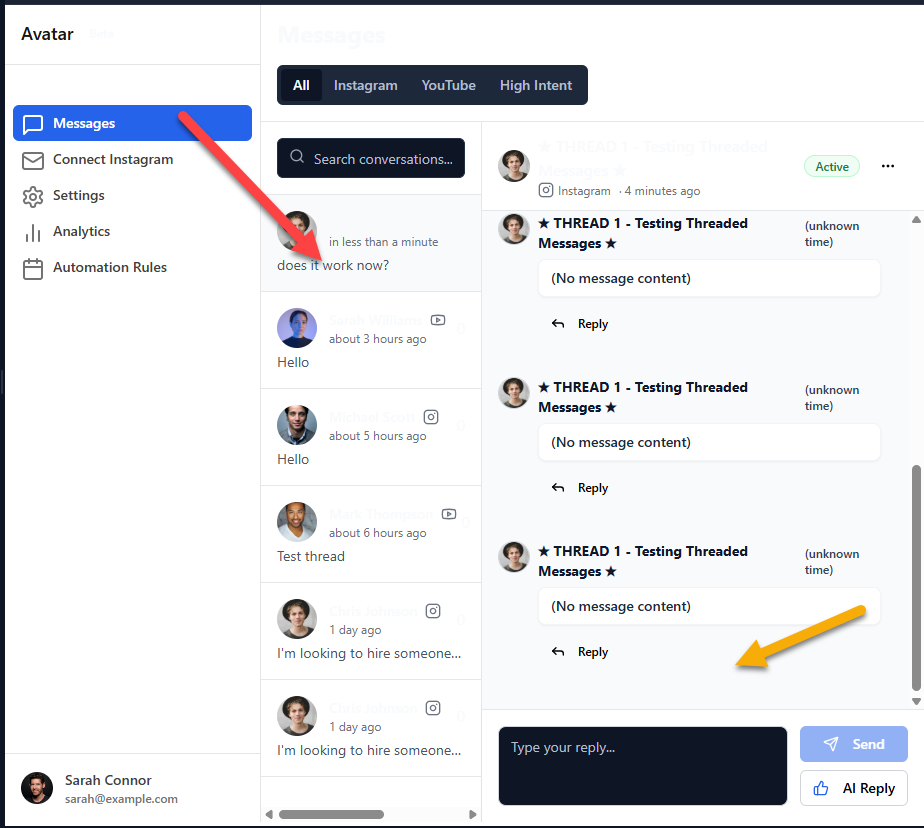 Avatar
Beta
Messages
Connect Instagram
Settings
Analytics
Automation Rules
Sarah Connor
sarah@example.com
Messages
All Instagram YouTube High Intent
Search conversations...
in less than a minute
does it work now?
Sarah Williams
0
about 3 hours ago
Hello
Michael Scott
0
about 5 hours ago
Hello
Mark Thompson
0
about 6 hours ago
Test thread
Chris Johnson
0
1 day ago
I'm looking to hire someone...
Chris Johnson
0
1 day ago
I'm looking to hire someone...
★ THREAD 1 - Testing Threaded
Messages ★
Instagram · 4 minutes ago
Active
★ THREAD 1 - Testing Threaded
Messages ★
(unknown
time)
(No message content)
Reply
★ THREAD 1 - Testing Threaded
Messages ★
(unknown
time)
(No message content)
Reply
★ THREAD 1 - Testing Threaded
Messages ★
(unknown
time)
(No message content)
Reply
Type your reply...
Send
AI Reply